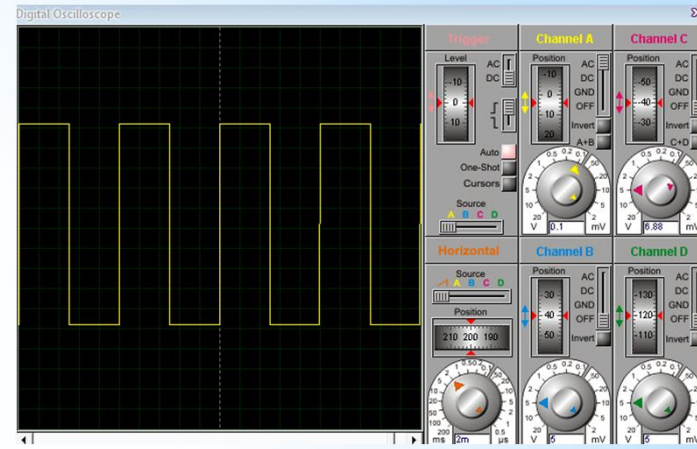 Digital Oscilloscope
Trigger
Level
-10
0
10
AC
DC
Auto
One-Shot
Cursors
Source
A B C D
Channel A
Position
-10
0
10
20
AC
DC
GND
OFF
Invert
A+B
V 0.1 mV
Channel C
Position
-50
-40
-30
AC
DC
GND
OFF
Invert
C+D
V 6.88 mV
Horizontal
Source
A B C D
Position
210 200 190
ms 2m µs
Channel B
Position
30
40
50
AC
DC
GND
OFF
Invert
V 5 mV
Channel D
Position
-130
-120
-110
AC
DC
GND
OFF
Invert
V 5 mV